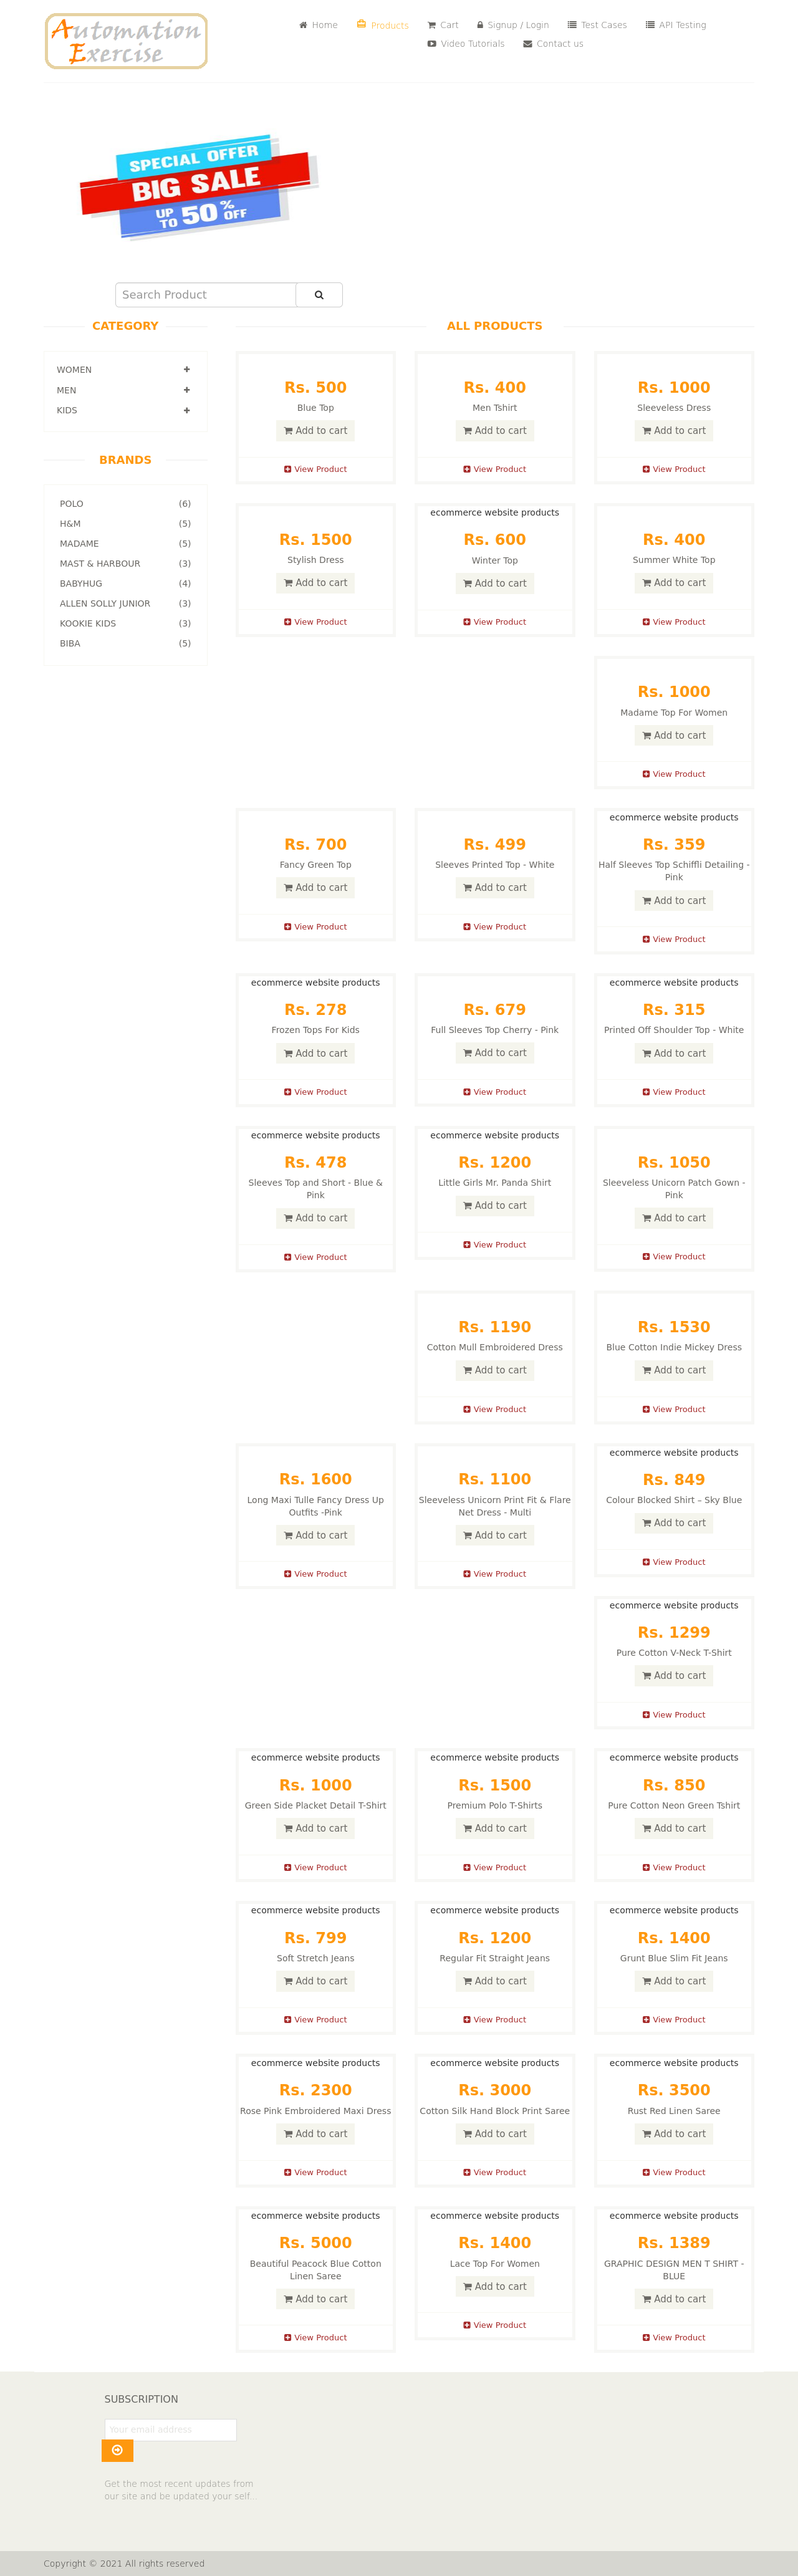 Automation
Exercise
Home
Products
Cart
Signup / Login
Test Cases
API Testing
Video Tutorials
Contact us
SPECIAL OFFER
BIG SALE
UP TO 50% OFF
Search Product
CATEGORY
WOMEN
MEN
KIDS
BRANDS
POLO (6)
H&M (5)
MADAME (5)
MAST & HARBOUR (3)
BABYHUG (4)
ALLEN SOLLY JUNIOR (3)
KOOKIE KIDS (3)
BIBA (5)
ALL PRODUCTS
Rs. 500
Blue Top
Add to cart
View Product
Rs. 400
Men Tshirt
Add to cart
View Product
Rs. 1000
Sleeveless Dress
Add to cart
View Product
Rs. 1500
Stylish Dress
Add to cart
View Product
ecommerce website products
Rs. 600
Winter Top
Add to cart
View Product
Rs. 400
Summer White Top
Add to cart
View Product
Rs. 1000
Madame Top For Women
Add to cart
View Product
Rs. 700
Fancy Green Top
Add to cart
View Product
Rs. 499
Sleeves Printed Top - White
Add to cart
View Product
ecommerce website products
Rs. 359
Half Sleeves Top Schiffli Detailing -
Pink
Add to cart
View Product
ecommerce website products
Rs. 278
Frozen Tops For Kids
Add to cart
View Product
Rs. 679
Full Sleeves Top Cherry - Pink
Add to cart
View Product
ecommerce website products
Rs. 315
Printed Off Shoulder Top - White
Add to cart
View Product
ecommerce website products
Rs. 478
Sleeves Top and Short - Blue &
Pink
Add to cart
View Product
ecommerce website products
Rs. 1200
Little Girls Mr. Panda Shirt
Add to cart
View Product
Rs. 1050
Sleeveless Unicorn Patch Gown -
Pink
Add to cart
View Product
Rs. 1190
Cotton Mull Embroidered Dress
Add to cart
View Product
Rs. 1530
Blue Cotton Indie Mickey Dress
Add to cart
View Product
Rs. 1600
Long Maxi Tulle Fancy Dress Up
Outfits -Pink
Add to cart
View Product
Rs. 1100
Sleeveless Unicorn Print Fit & Flare
Net Dress - Multi
Add to cart
View Product
ecommerce website products
Rs. 849
Colour Blocked Shirt – Sky Blue
Add to cart
View Product
ecommerce website products
Rs. 1299
Pure Cotton V-Neck T-Shirt
Add to cart
View Product
ecommerce website products
Rs. 1000
Green Side Placket Detail T-Shirt
Add to cart
View Product
ecommerce website products
Rs. 1500
Premium Polo T-Shirts
Add to cart
View Product
ecommerce website products
Rs. 850
Pure Cotton Neon Green Tshirt
Add to cart
View Product
ecommerce website products
Rs. 799
Soft Stretch Jeans
Add to cart
View Product
ecommerce website products
Rs. 1200
Regular Fit Straight Jeans
Add to cart
View Product
ecommerce website products
Rs. 1400
Grunt Blue Slim Fit Jeans
Add to cart
View Product
ecommerce website products
Rs. 2300
Rose Pink Embroidered Maxi Dress
Add to cart
View Product
ecommerce website products
Rs. 3000
Cotton Silk Hand Block Print Saree
Add to cart
View Product
ecommerce website products
Rs. 3500
Rust Red Linen Saree
Add to cart
View Product
ecommerce website products
Rs. 5000
Beautiful Peacock Blue Cotton
Linen Saree
Add to cart
View Product
ecommerce website products
Rs. 1400
Lace Top For Women
Add to cart
View Product
ecommerce website products
Rs. 1389
GRAPHIC DESIGN MEN T SHIRT -
BLUE
Add to cart
View Product
SUBSCRIPTION
Your email address
Get the most recent updates from
our site and be updated your self...
Copyright © 2021 All rights reserved